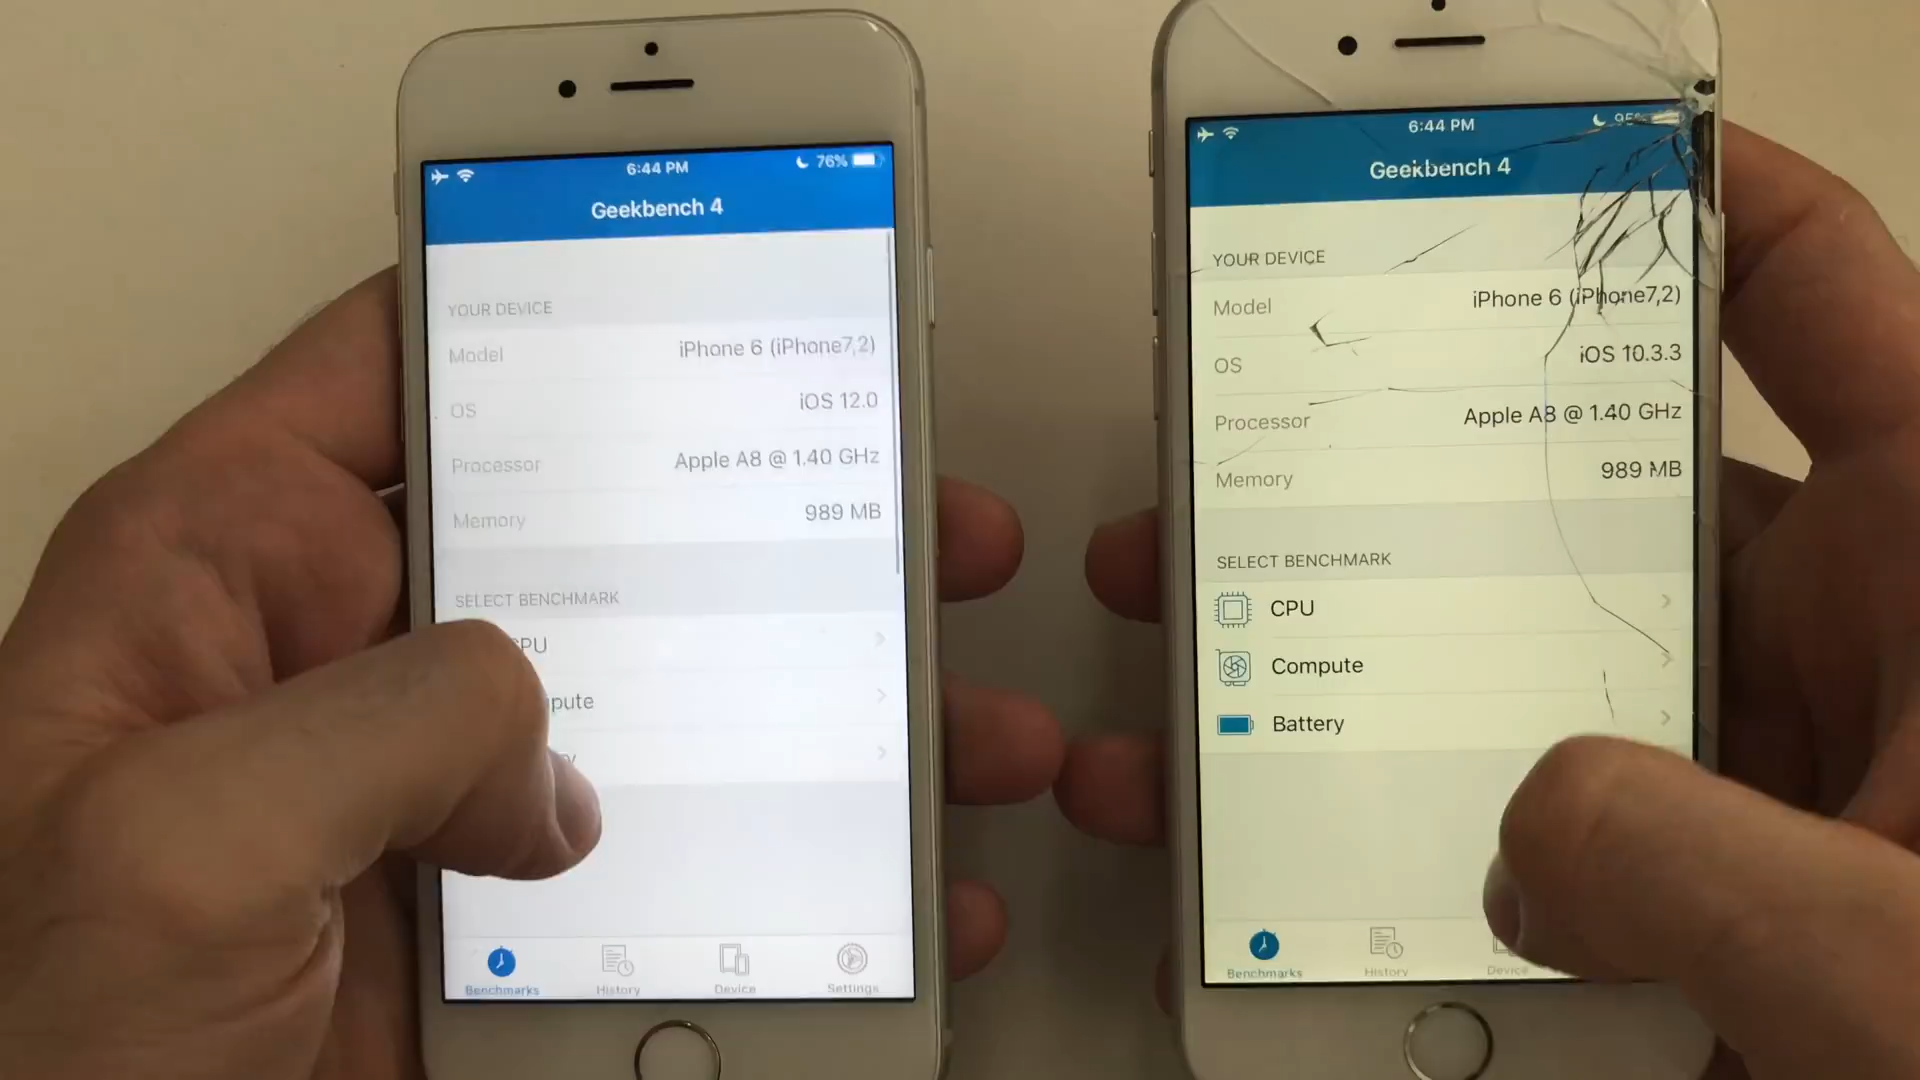 6:44 PM
76%
Geekbench 4
YOUR DEVICE
Model
iPhone 6 (iPhone7,2)
OS
iOS 12.0
Processor
Apple A8 @ 1.40 GHz
Memory
989 MB
SELECT BENCHMARK
Benchmarks
History
Device
Settings
6:44 PM
Geekbench 4
YOUR DEVICE
Model
iPhone 6 (iPhone7,2)
OS
iOS 10.3.3
Processor
Apple A8 @ 1.40 GHz
Memory
989 MB
SELECT BENCHMARK
CPU
Compute
Battery
Benchmarks
History
Device